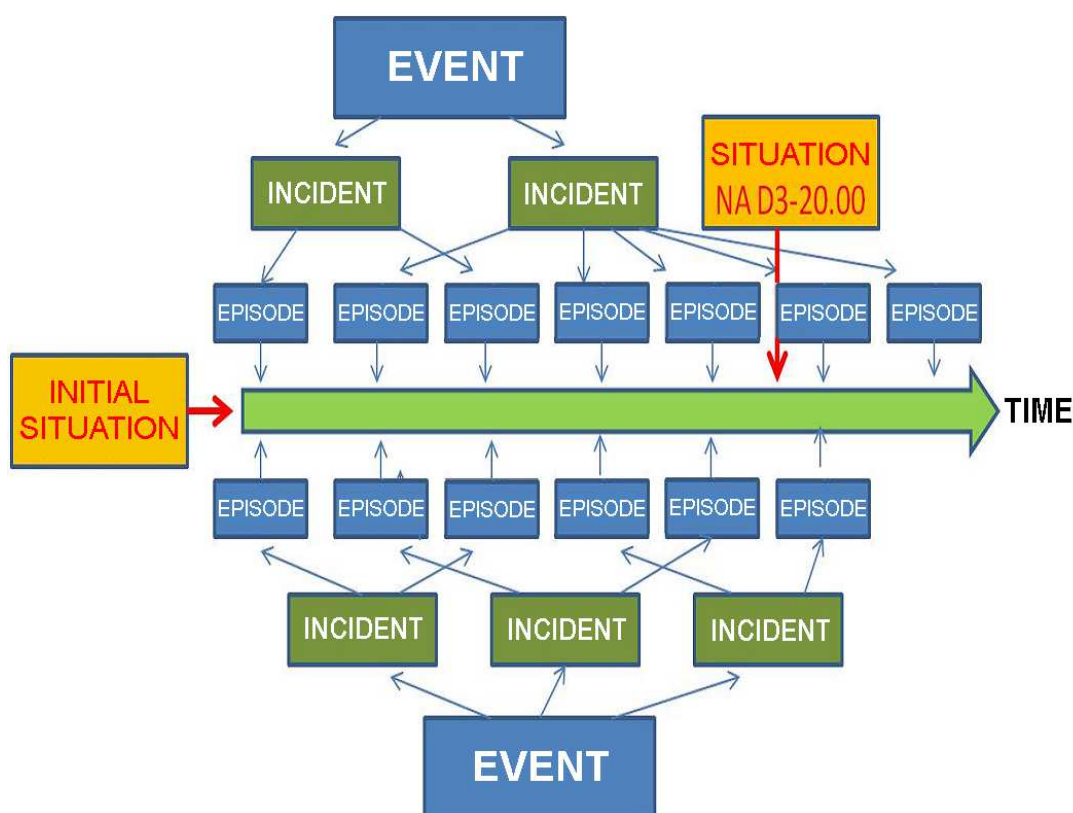 EVENT
INCIDENT
INCIDENT
SITUATION
NA D3-20.00
EPISODE
EPISODE
EPISODE
EPISODE
EPISODE
EPISODE
EPISODE
INITIAL
SITUATION
TIME
EPISODE
EPISODE
EPISODE
EPISODE
EPISODE
EPISODE
INCIDENT
INCIDENT
INCIDENT
EVENT